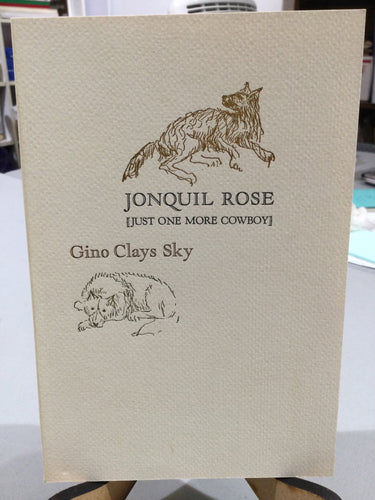 JONQUIL ROSE
[JUST ONE MORE COWBOY]
Gino Clays Sky